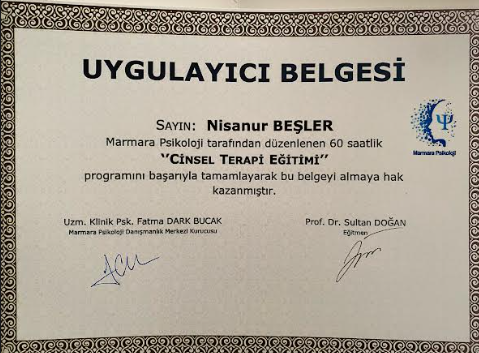 UYGULAYICI BELGESİ
SAYIN: Nisanur BEŞLER
Marmara Psikoloji tarafından düzenlenen 60 saatlik
‘‘CİNSEL TERAPİ EĞİTİMİ’’
programını başarıyla tamamlayarak bu belgeyi almaya hak
kazanmıştır.
Ψ
Marmara Psikoloji
Uzm. Klinik Psk. Fatma DARK BUCAK
Marmara Psikoloji Danışmanlık Merkezi Kurucusu
Prof. Dr. Sultan DOĞAN
Eğitmen